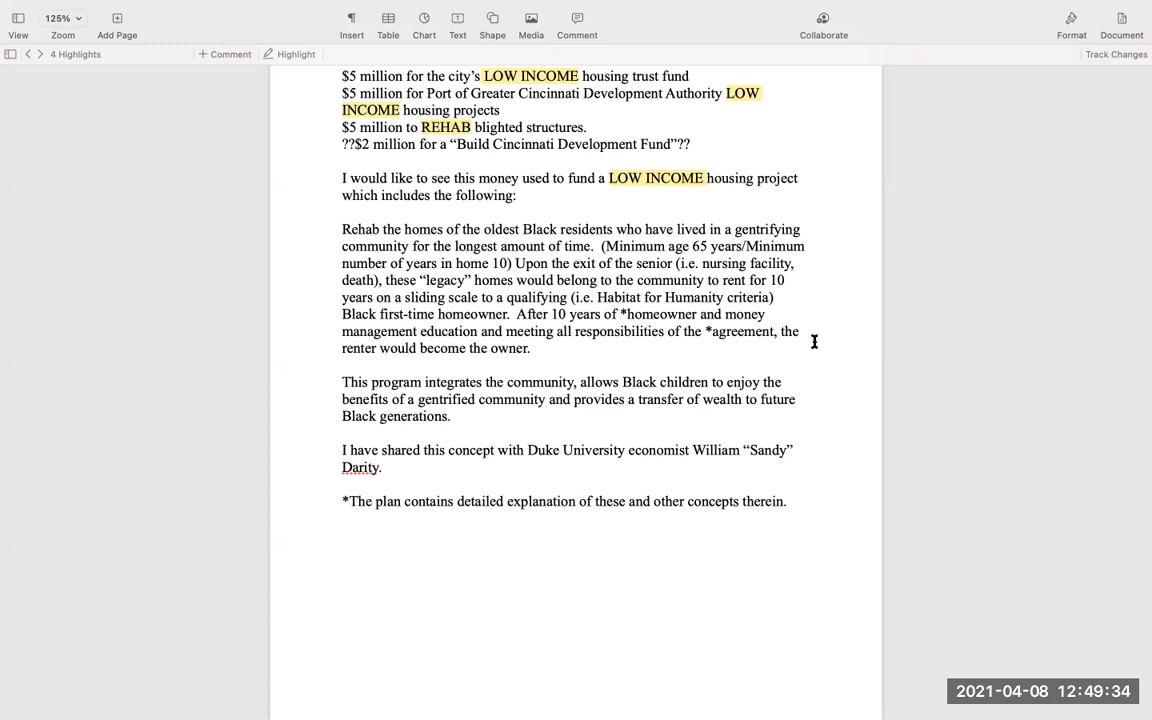 125%
View
Zoom
Add Page
Insert
Table
Chart
Text
Shape
Media
Comment
Collaborate
Format
Document
4 Highlights
+ Comment
Highlight
Track Changes
$5 million for the city's LOW INCOME housing trust fund
$5 million for Port of Greater Cincinnati Development Authority LOW
INCOME housing projects
$5 million to REHAB blighted structures.
??$2 million for a “Build Cincinnati Development Fund”??
I would like to see this money used to fund a LOW INCOME housing project
which includes the following:
Rehab the homes of the oldest Black residents who have lived in a gentrifying
community for the longest amount of time.  (Minimum age 65 years/Minimum
number of years in home 10) Upon the exit of the senior (i.e. nursing facility,
death), these “legacy” homes would belong to the community to rent for 10
years on a sliding scale to a qualifying (i.e. Habitat for Humanity criteria)
Black first-time homeowner.  After 10 years of *homeowner and money
management education and meeting all responsibilities of the *agreement, the
renter would become the owner.
This program integrates the community, allows Black children to enjoy the
benefits of a gentrified community and provides a transfer of wealth to future
Black generations.
I have shared this concept with Duke University economist William “Sandy”
Darity.
*The plan contains detailed explanation of these and other concepts therein.
2021-04-08 12:49:34